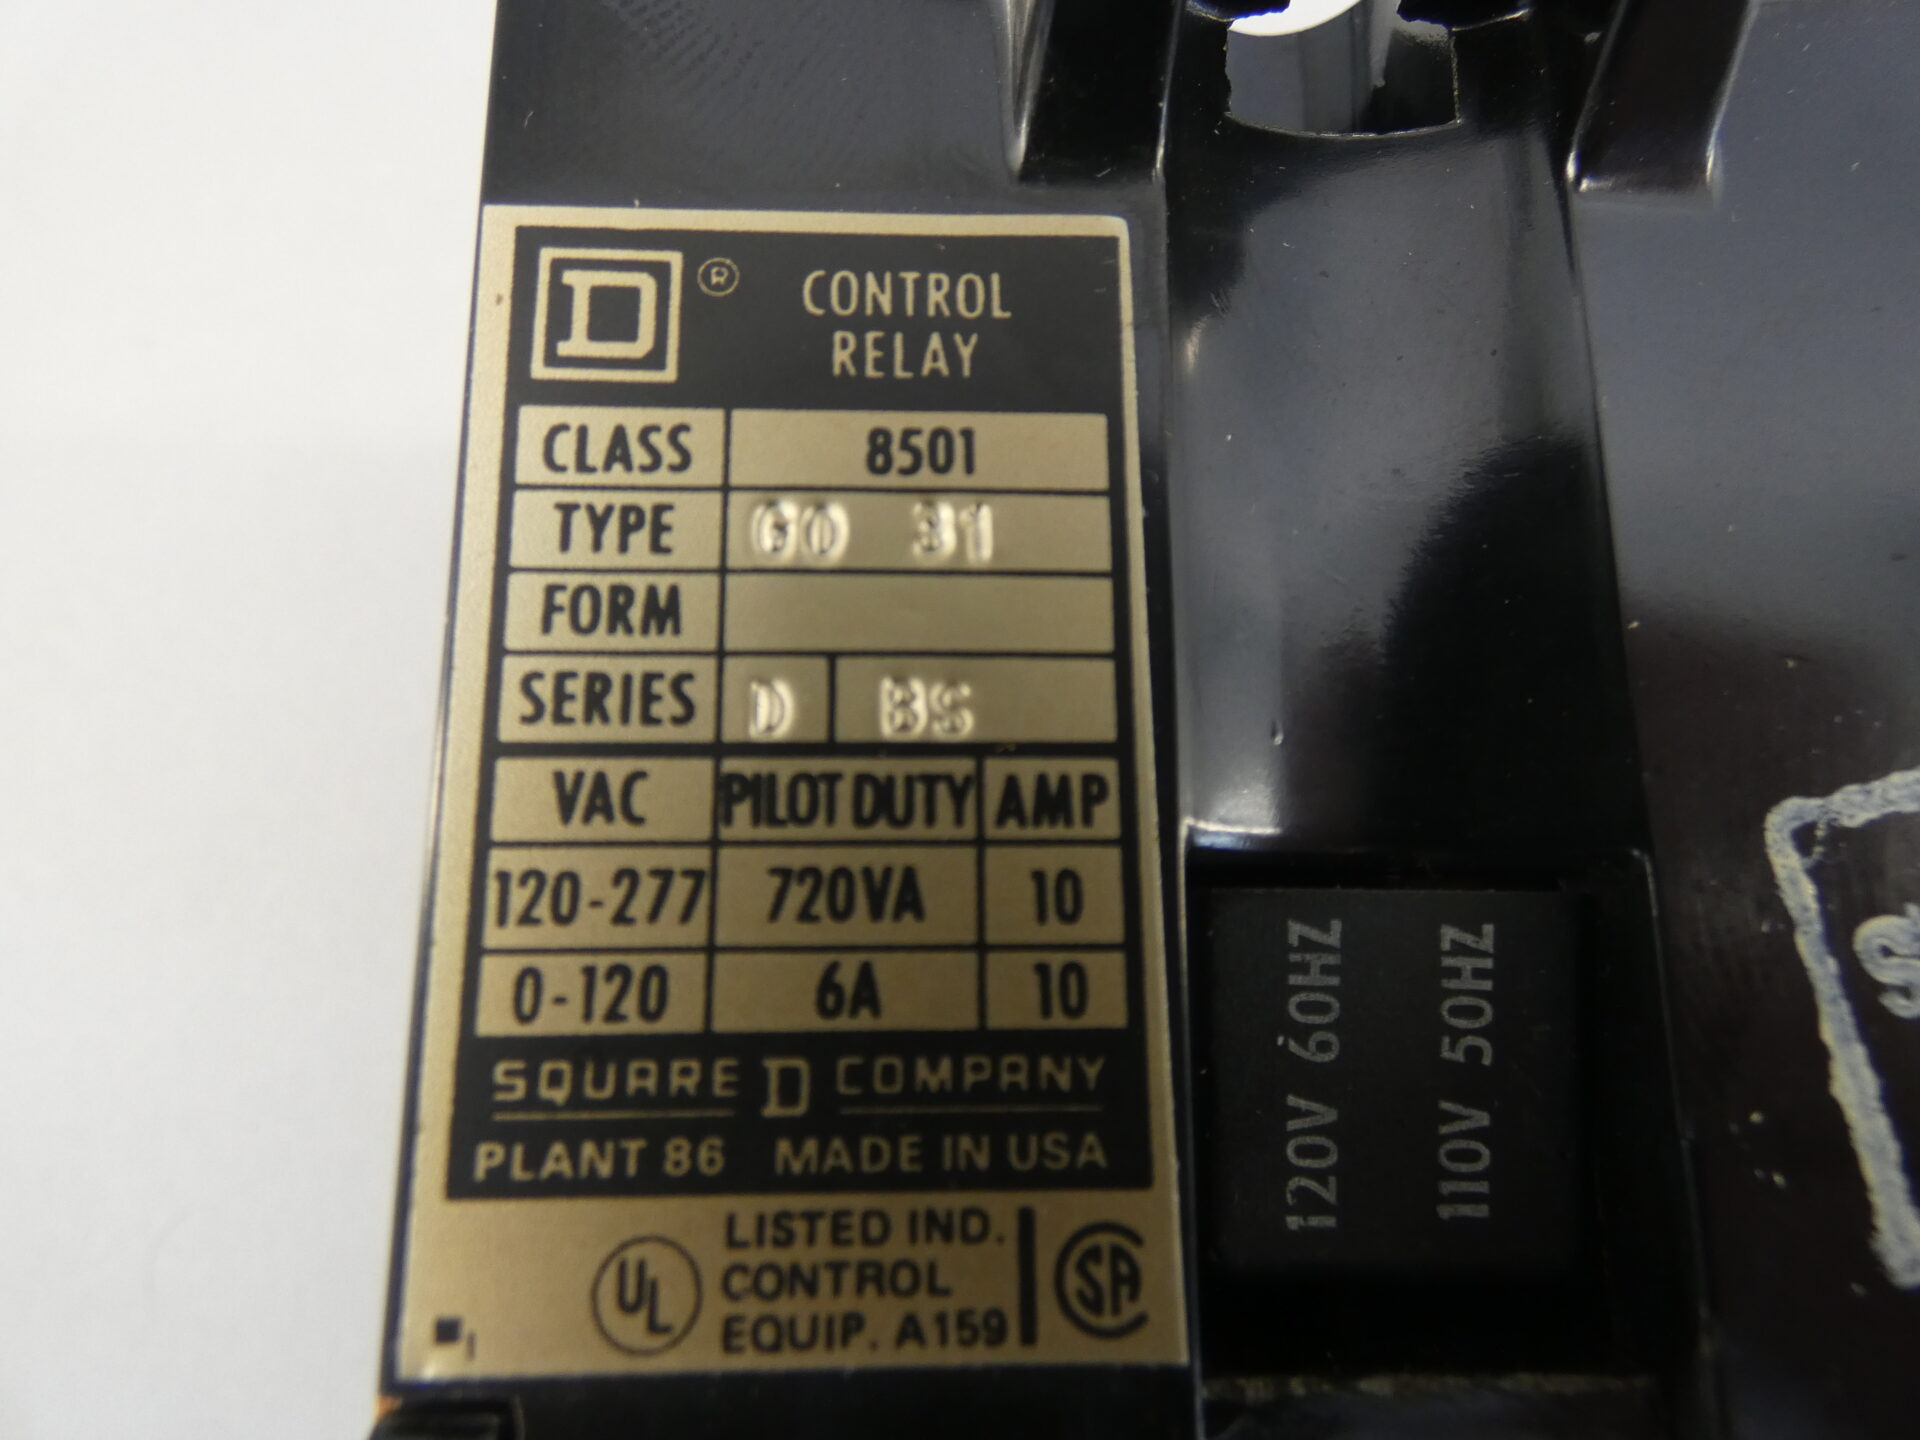 D ®
CONTROL
RELAY
CLASS 8501
TYPE GO 31
FORM
SERIES D BS
VAC PILOT DUTY AMP
120-277 720VA 10
0-120 6A 10
SQUARE D COMPANY
PLANT 86 MADE IN USA
UL LISTED IND.
CONTROL
EQUIP. A159
SA
120V 60HZ
110V 50HZ